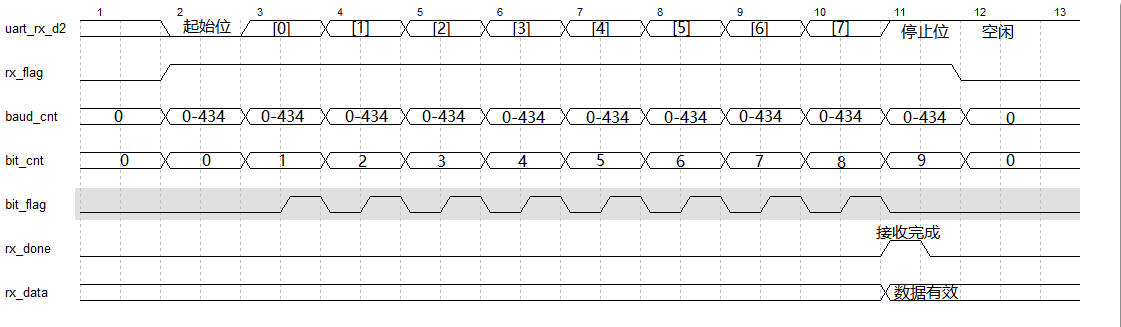 1 2 3 4 5 6 7 8 9 10 11 12 13
uart_rx_d2 起始位 [0] [1] [2] [3] [4] [5] [6] [7] 停止位 空闲
rx_flag
baud_cnt 0 0-434 0-434 0-434 0-434 0-434 0-434 0-434 0-434 0-434 0-434 0
bit_cnt 0 0 1 2 3 4 5 6 7 8 9 0
bit_flag
接收完成
rx_done
rx_data 数据有效